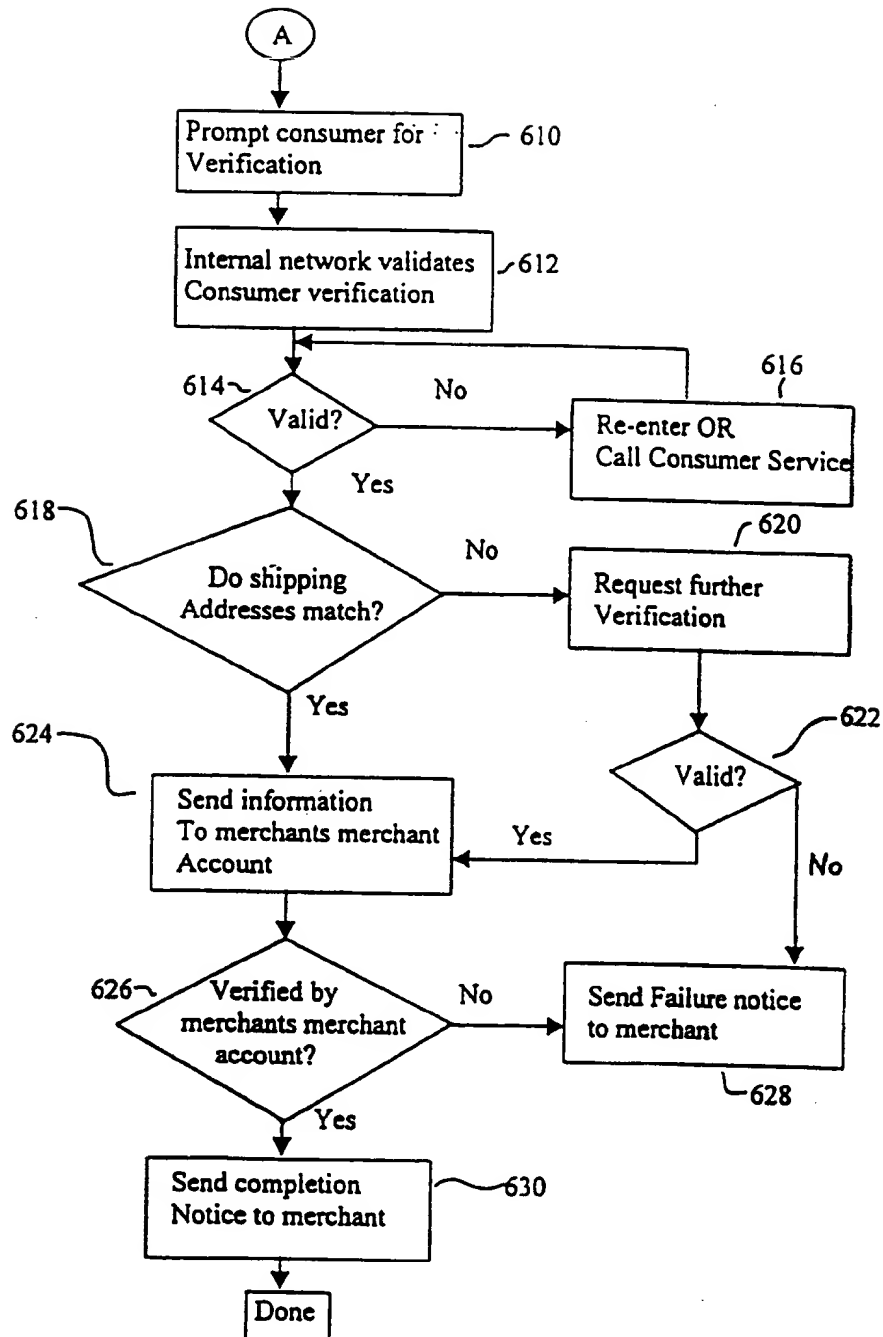 A
Prompt consumer for
Verification
610
Internal network validates
Consumer verification
612
614
Valid?
No
616
Re-enter OR
Call Consumer Service
Yes
618
Do shipping
Addresses match?
No
620
Request further
Verification
Yes
622
Valid?
624
Send information
To merchants merchant
Account
Yes
No
626
Verified by
merchants merchant
account?
No
Send Failure notice
to merchant
628
Yes
Send completion
Notice to merchant
630
Done